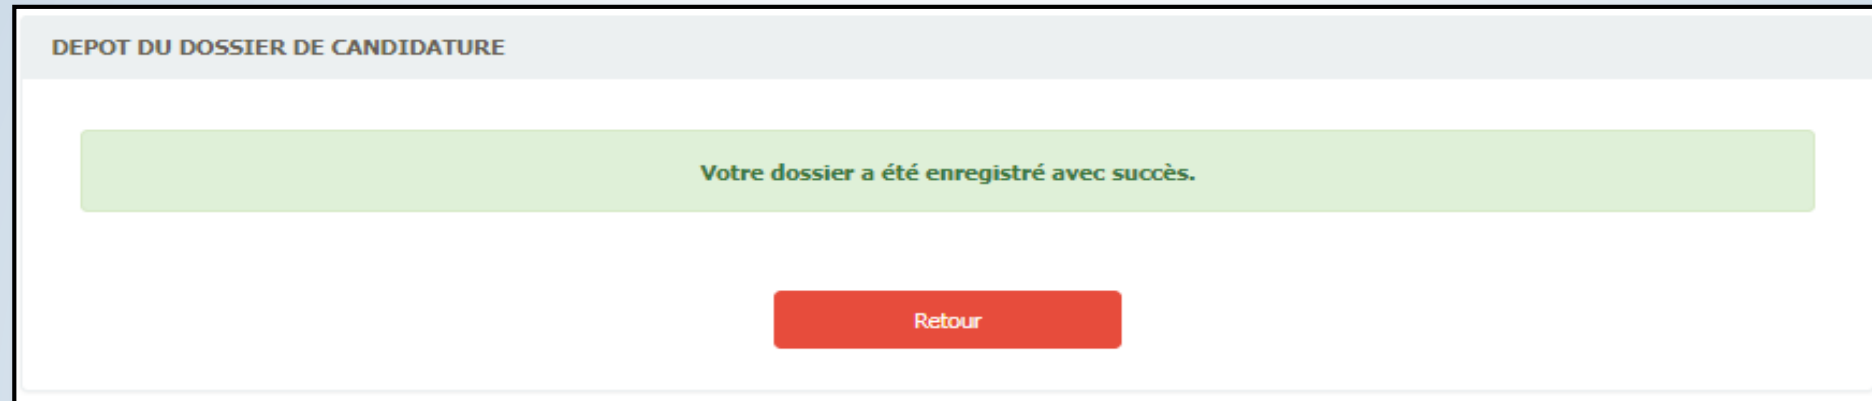 DEPOT DU DOSSIER DE CANDIDATURE
Votre dossier a été enregistré avec succès.
Retour